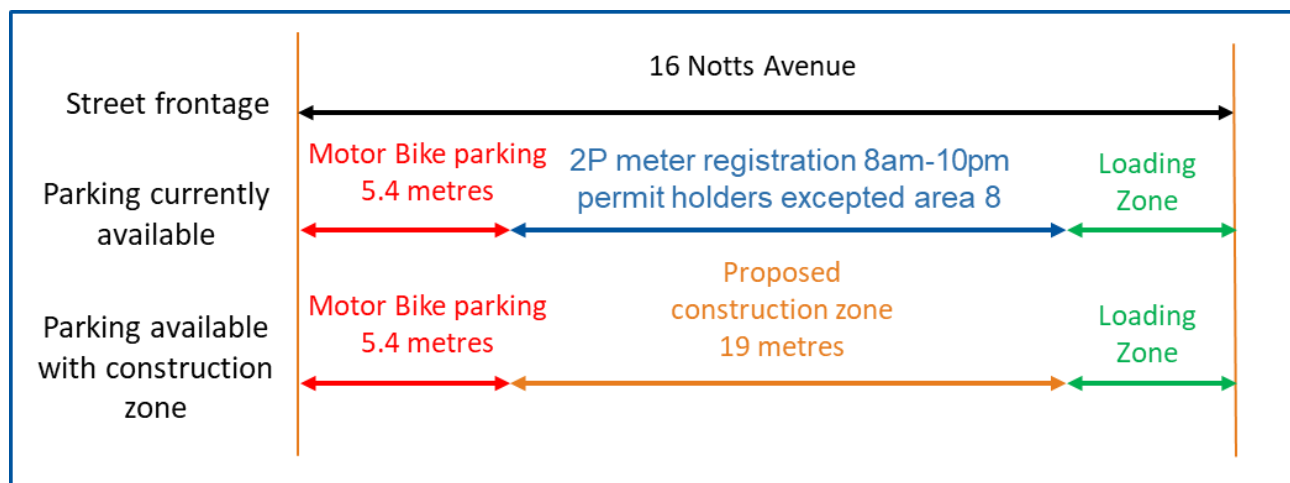 16 Notts Avenue
Street frontage
Motor Bike parking
5.4 metres
2P meter registration 8am-10pm
permit holders excepted area 8
Loading
Zone
Parking currently
available
Proposed
construction zone
19 metres
Motor Bike parking
5.4 metres
Loading
Zone
Parking available
with construction
zone